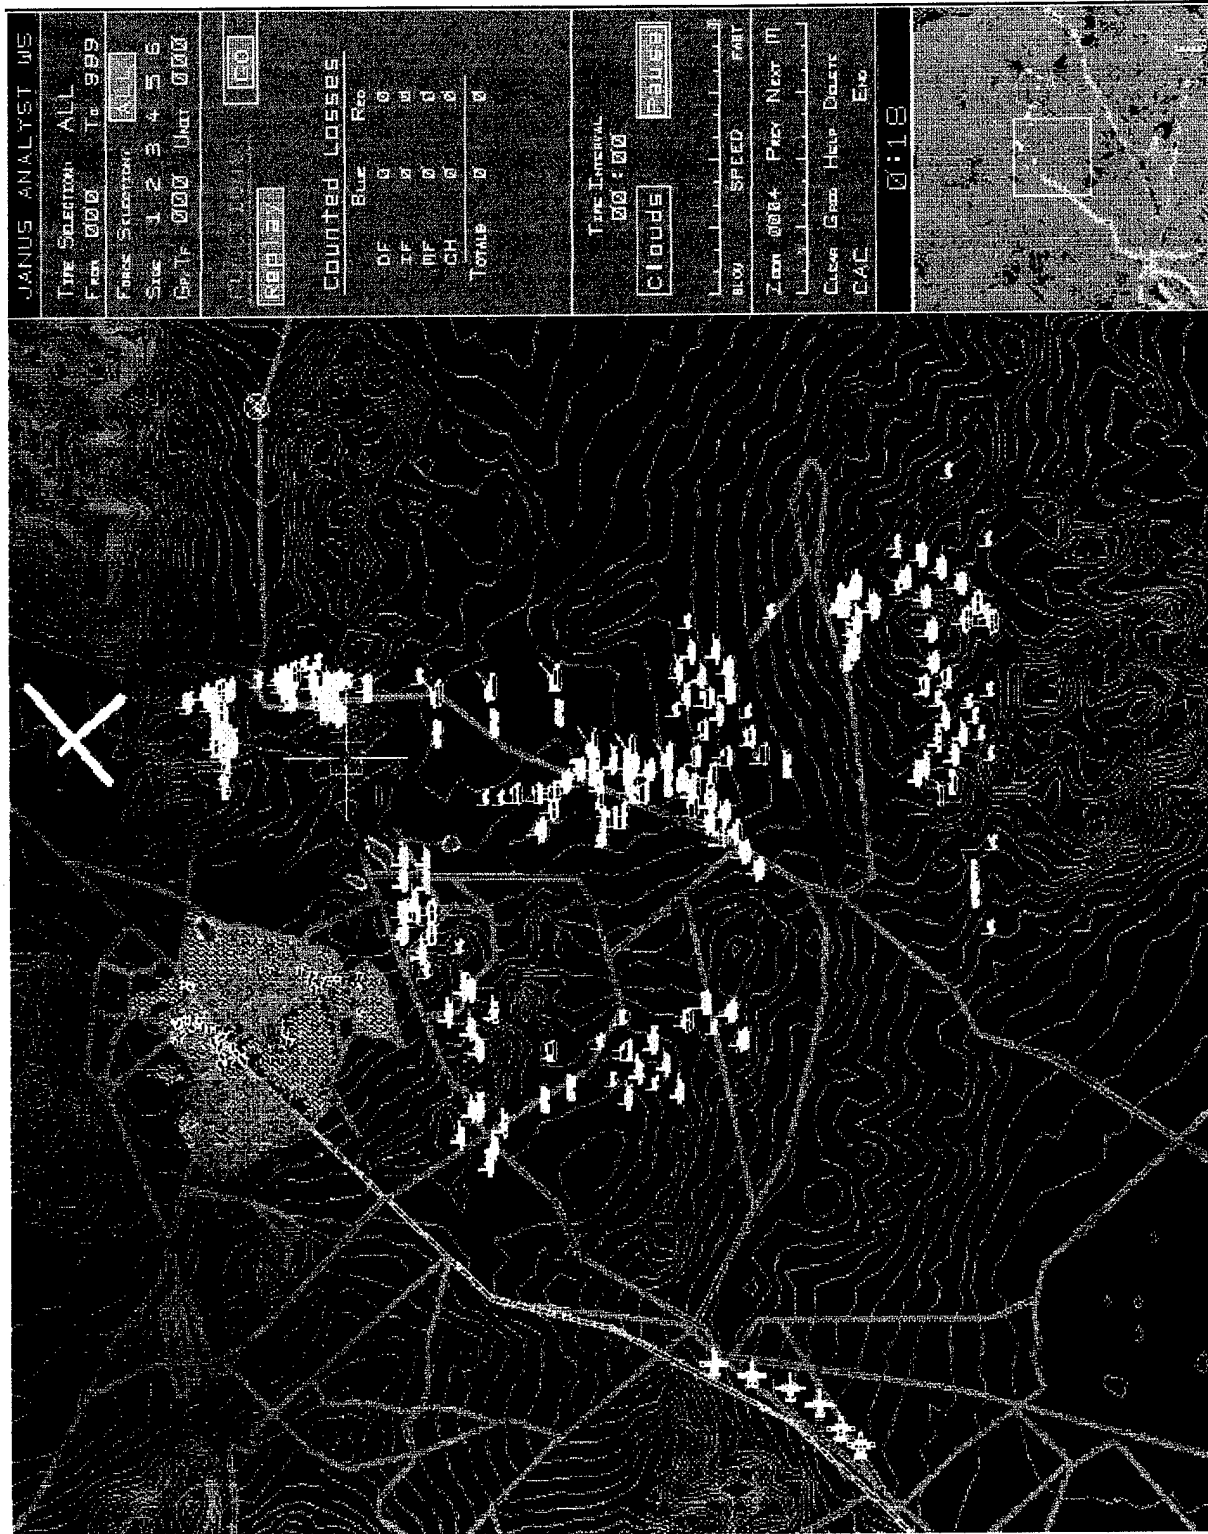 JANUS ANALYST WS
TIME SELECTION ALL
FROM 000 TO 999
FORCE SELECTION ALL
SIDE 1 2 3 4 5 6
000 UNIT 000
Replay GO
Counted Losses
BLUE RED
DF 0 0
IF 0 0
MF 0 0
CH 0 0
TOTALS 0 0
TIME INTERVAL
00:00
Clouds Pause
SPEED FAST
ZOOM 0004 PREV NEXT M
CLEAR GRID HELP DELETE
CAC END
0:18